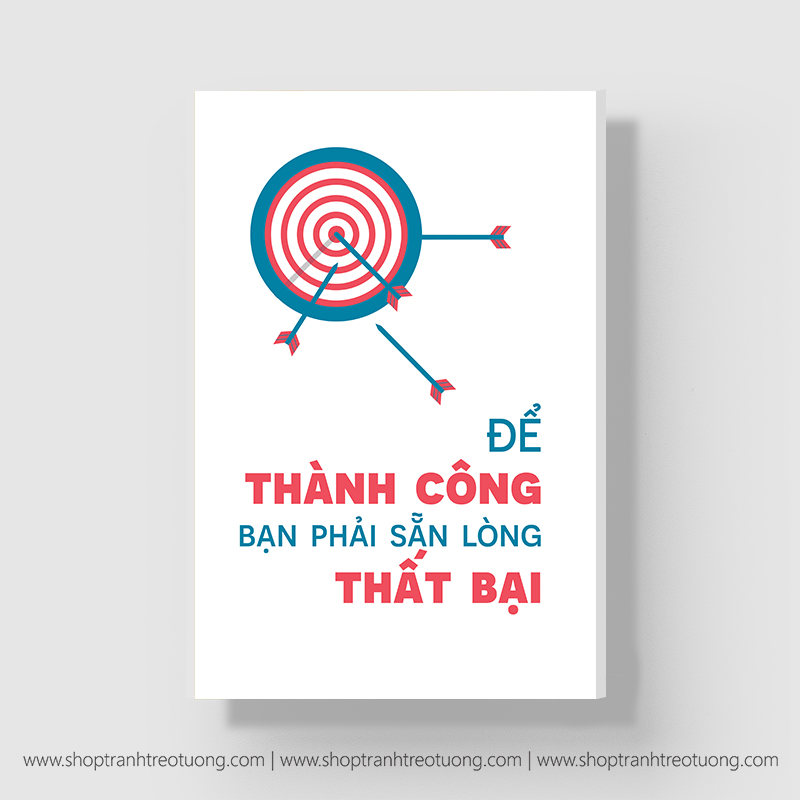 ĐỂ
THÀNH CÔNG
BẠN PHẢI SẴN LÒNG
THẤT BẠI
www.shoptranhtreotuong.com | www.shoptranhtreotuong.com | www.shoptranhtreotuong.com